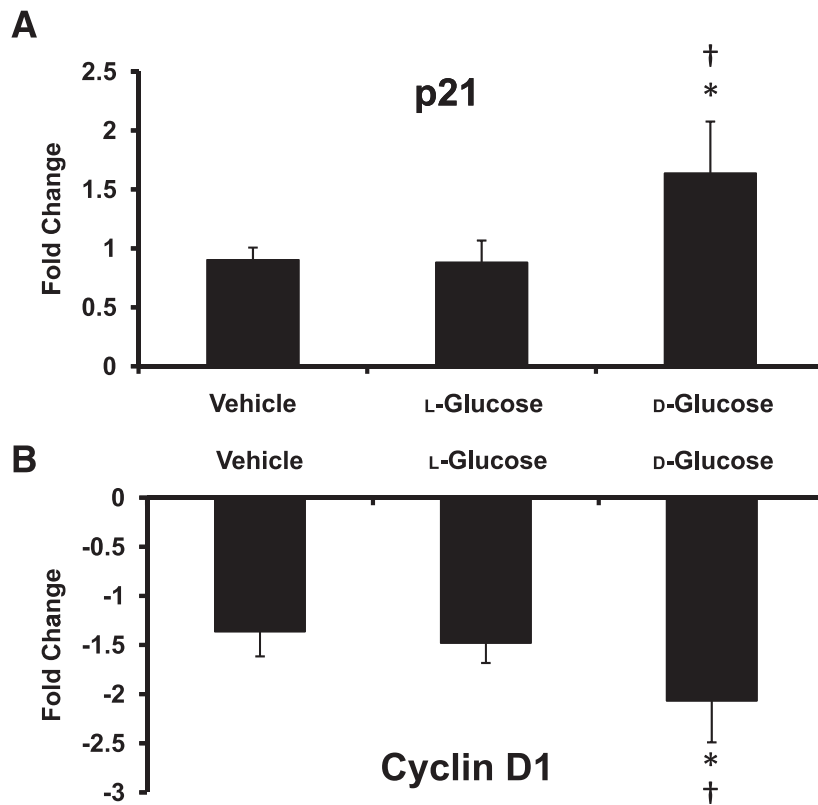 A
p21
†
*
2.5
2
1.5
1
0.5
0
Fold Change
Vehicle L-Glucose D-Glucose
B
Vehicle L-Glucose D-Glucose
0
-0.5
-1
-1.5
-2
-2.5
-3
Fold Change
Cyclin D1
*
†